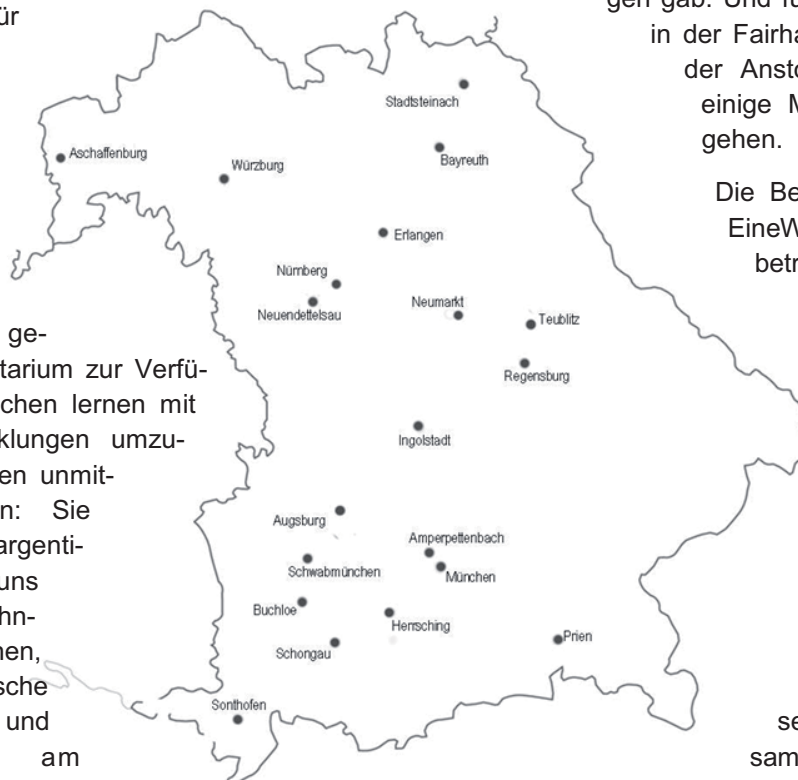 ür
gen gab. Und
in der Fairha
der Ansto
einige M
gehen.
Die Be
EineW
betr
Stadtsteinach
Aschaffenburg
Würzburg
Bayreuth
Erlangen
Nürnberg
Neuendettelsau
Neumarkt
Teublitz
Regensburg
Ingolstadt
Augsburg
Amperpettenbach
Schwabmünchen
München
Buchloe
Herrsching
Schongau
Prien
Sonthofen
ge-
tarium zur Verfü-
chen lernen mit
klungen umzu-
en unmit-
n: Sie
argenti-
uns
hn-
nen,
sche
und
am
se
sam